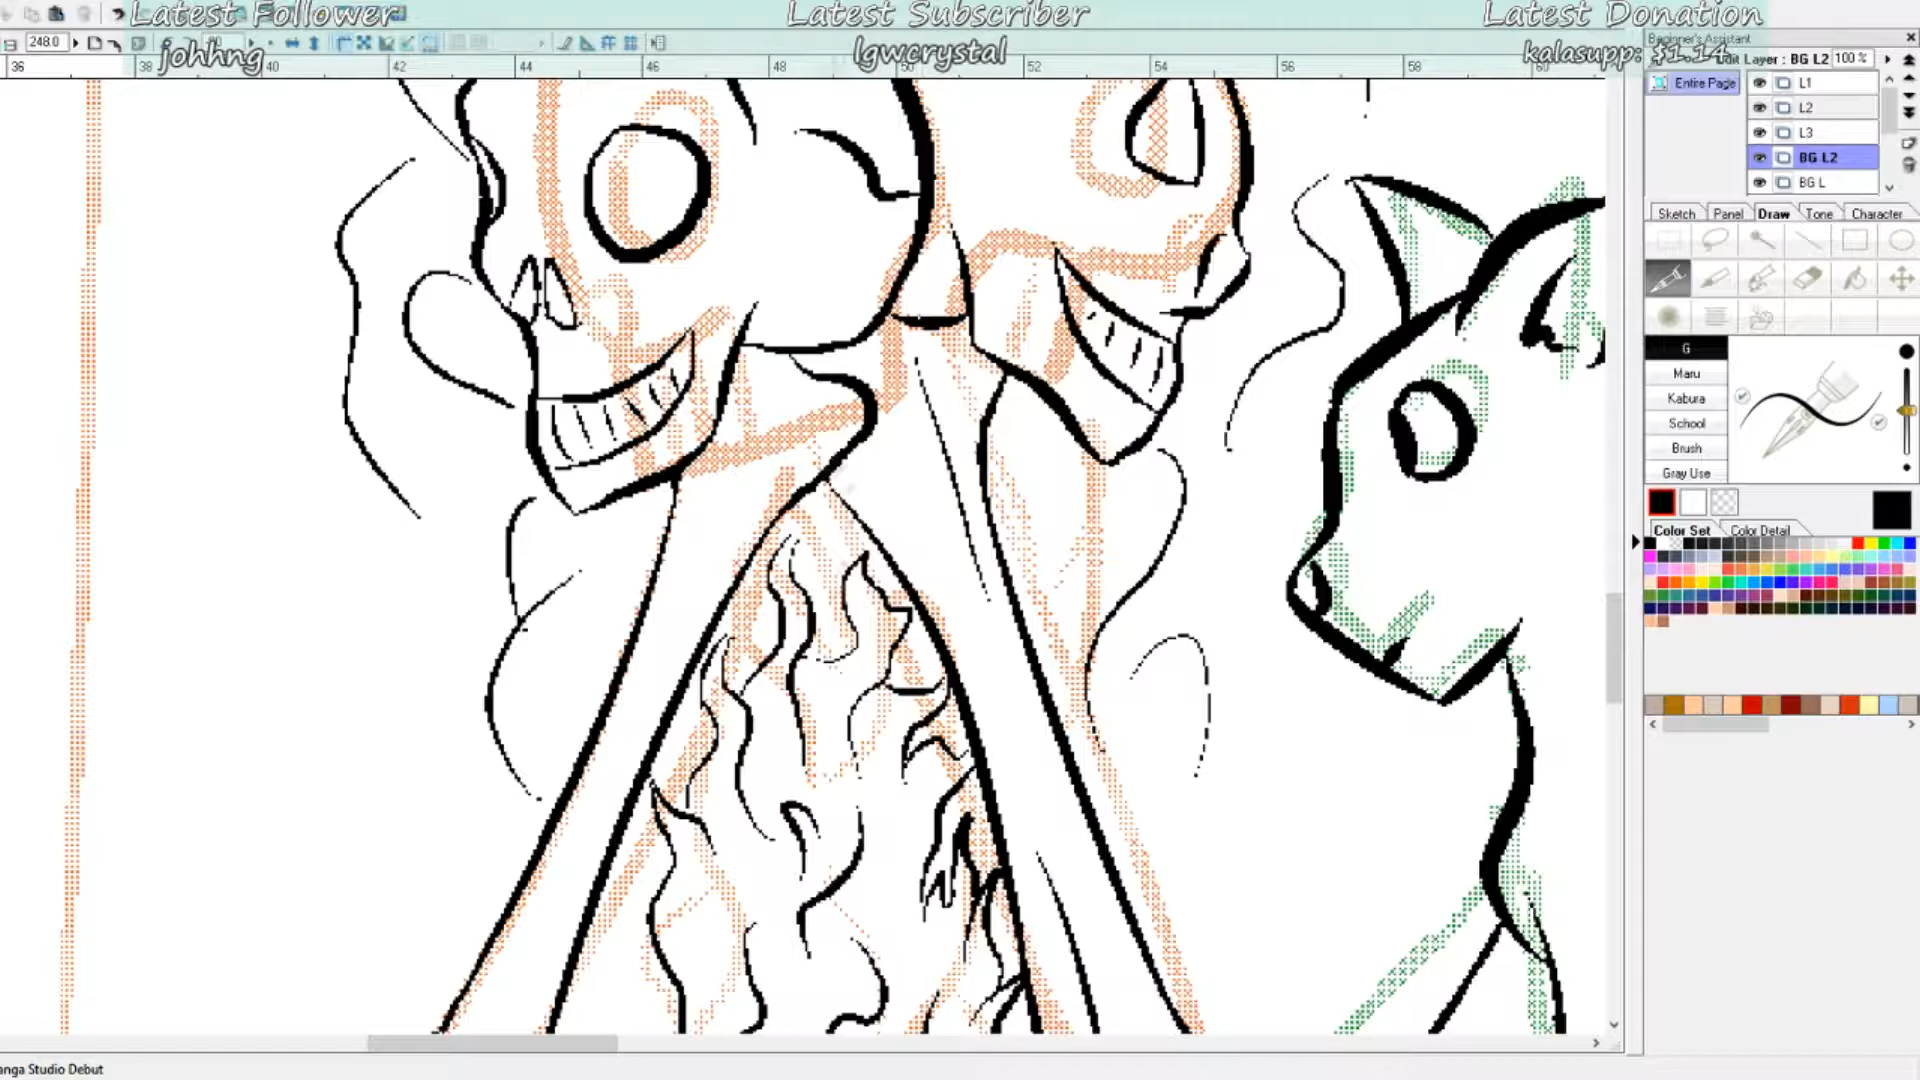 Latest Follower
Latest Subscriber
Latest Donation
johhng
lgwcrystal
kalasupp: $1.14
Beginner's Assistant
248.0
Layer : BG L2 100 %
36 38 40 42 44 46 48 50 52 54 56 58 60
Entire Page
L1
L2
L3
BG L2
BG L
Sketch Panel Draw Tone Character
G
Maru
Kabura
School
Brush
Gray Use
Color Set Color Detail
anga Studio Debut